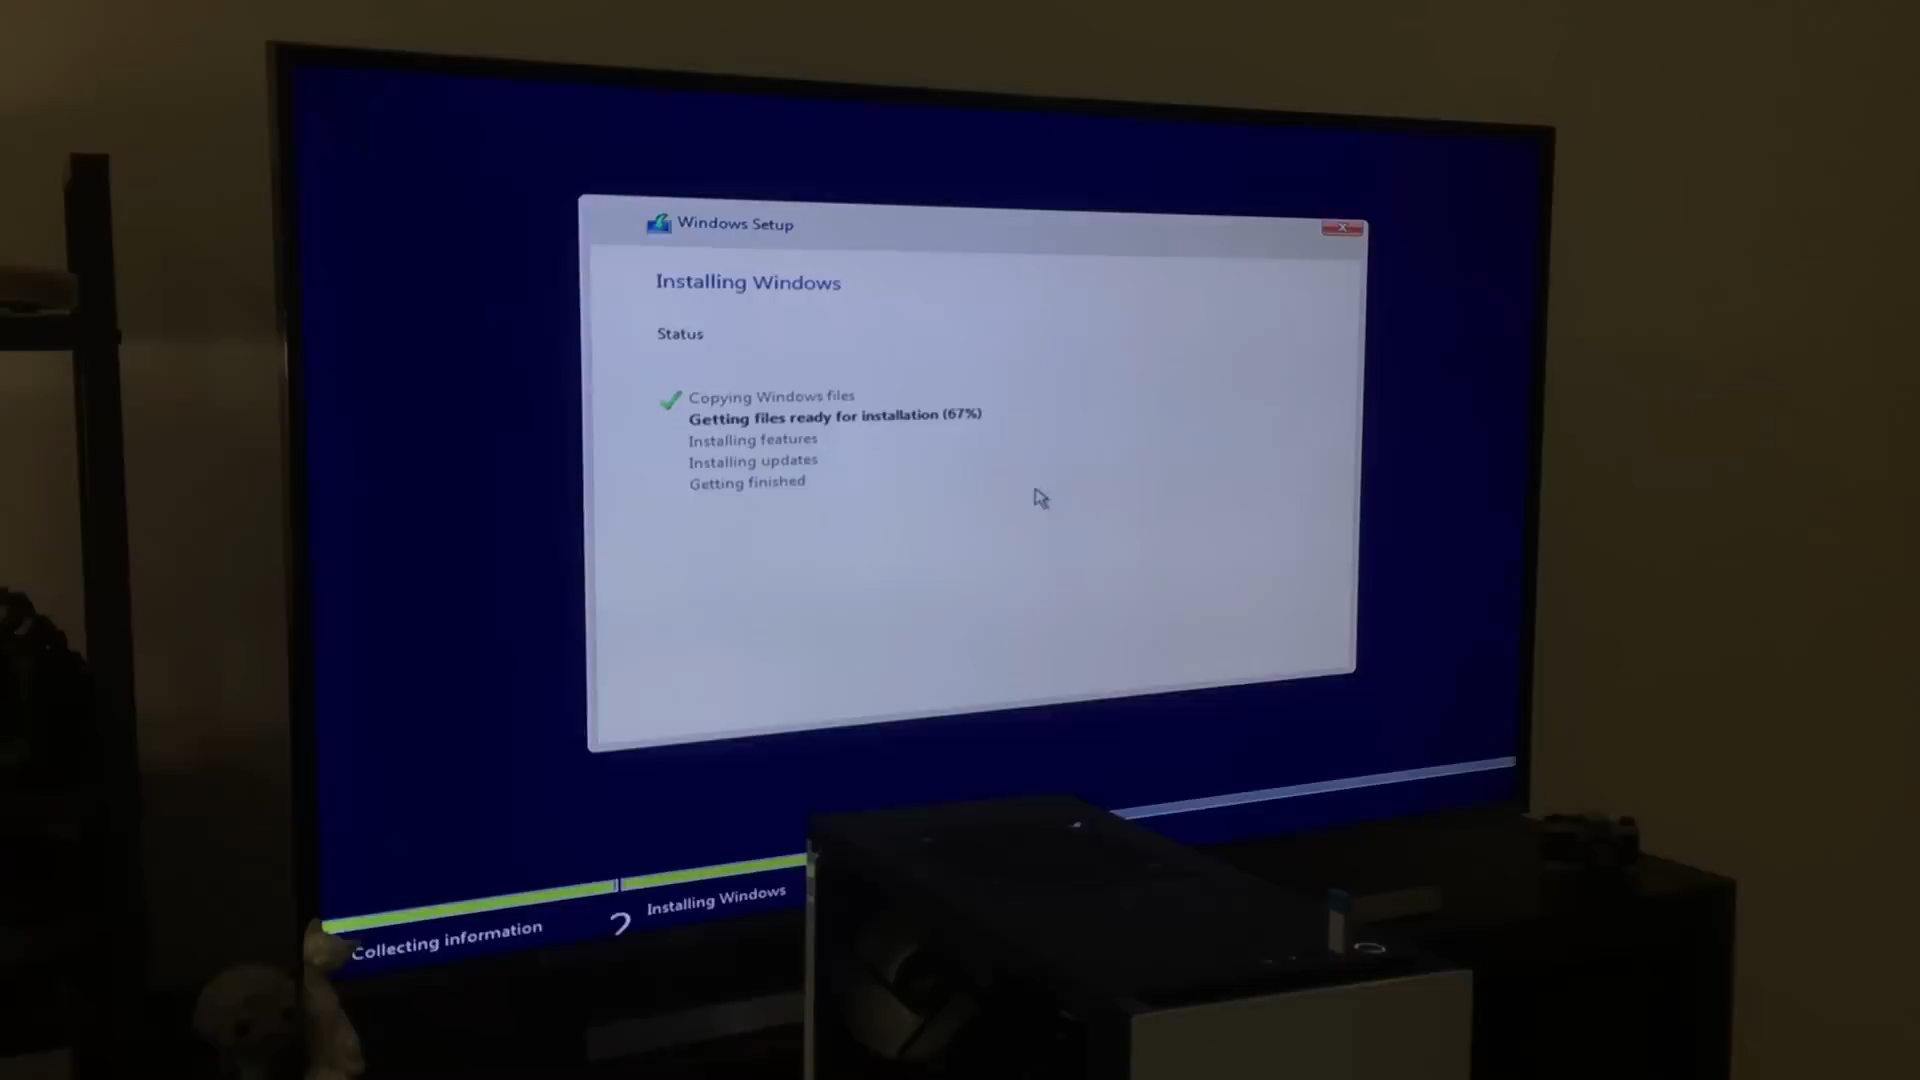 Windows Setup
Installing Windows
Status
Copying Windows files
Getting files ready for installation (67%)
Installing features
Installing updates
Getting finished
Collecting information
2 Installing Windows